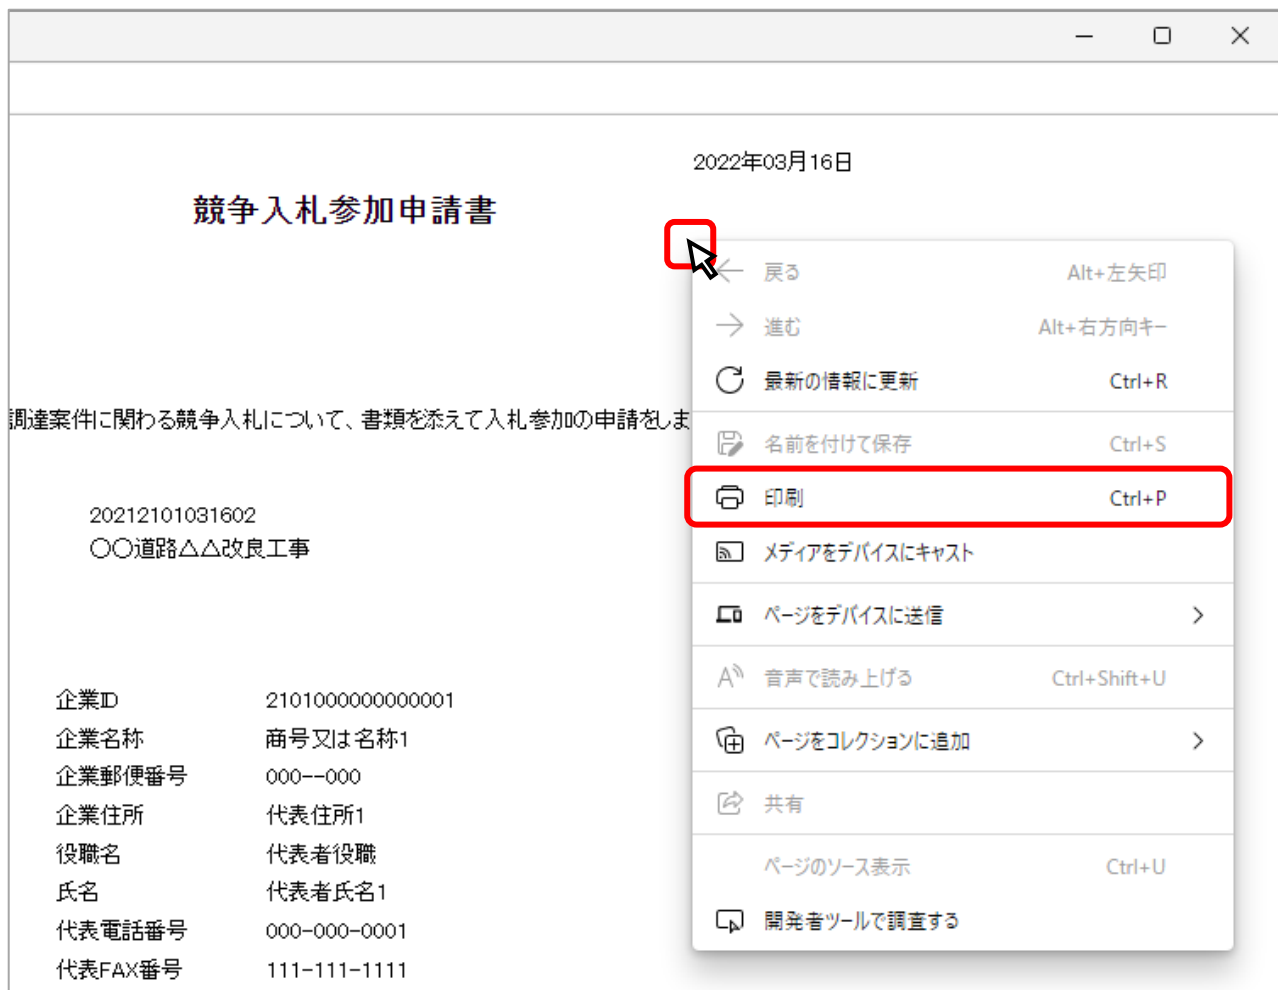 2022年03月16日
競争入札参加申請書
調達案件に関わる競争入札について、書類を添えて入札参加の申請をしま
20212101031602
〇〇道路△△改良工事
企業ID 2101000000000001
企業名称 商号又は名称1
企業郵便番号 000--000
企業住所 代表住所1
役職名 代表者役職
氏名 代表者氏名1
代表電話番号 000-000-0001
代表FAX番号 111-111-1111
戻る Alt+左矢印
進む Alt+右方向キー
最新の情報に更新 Ctrl+R
名前を付けて保存 Ctrl+S
印刷 Ctrl+P
メディアをデバイスにキャスト
ページをデバイスに送信
音声で読み上げる Ctrl+Shift+U
ページをコレクションに追加
共有
ページのソース表示 Ctrl+U
開発者ツールで調査する